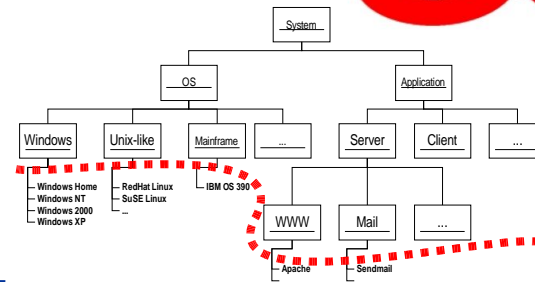 System
OS
Application
Windows
Unix-like
Mainframe
...
Server
Client
...
Windows Home
Windows NT
Windows 2000
Windows XP
RedHat Linux
SuSE Linux
...
IBM OS 390
WWW
Mail
...
Apache
Sendmail